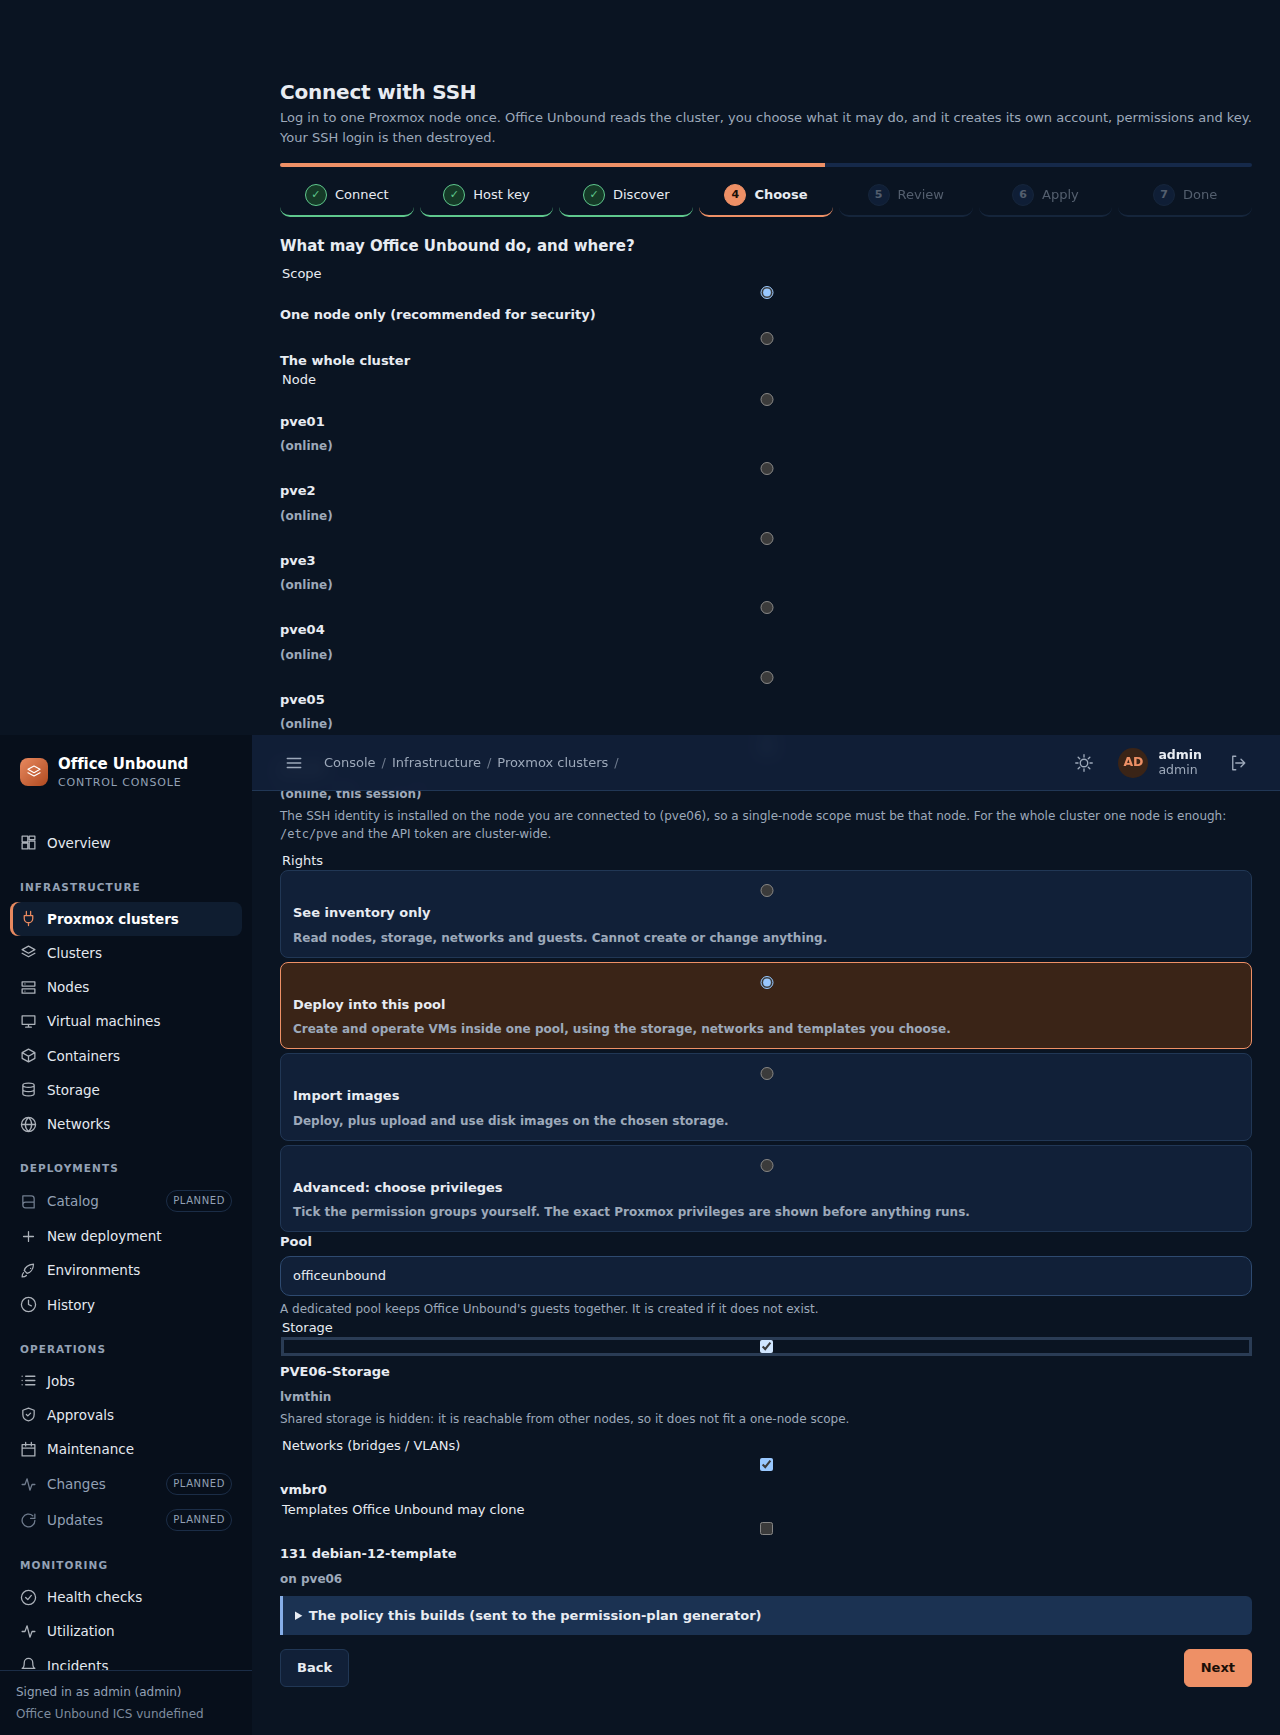 Connect with SSH
Log in to one Proxmox node once. Office Unbound reads the cluster, you choose what it may do, and it creates its own account, permissions and key.
Your SSH login is then destroyed.
✓ Connect
✓ Host key
✓ Discover
4 Choose
5 Review
6 Apply
7 Done
What may Office Unbound do, and where?
Scope
One node only (recommended for security)
The whole cluster
Node
pve01
(online)
pve2
(online)
pve3
(online)
pve04
(online)
pve05
(online)
Office Unbound
CONTROL CONSOLE
Console / Infrastructure / Proxmox clusters /
AD
admin
admin
(online, this session)
The SSH identity is installed on the node you are connected to (pve06), so a single-node scope must be that node. For the whole cluster one node is enough:
/etc/pve and the API token are cluster-wide.
Rights
See inventory only
Read nodes, storage, networks and guests. Cannot create or change anything.
Deploy into this pool
Create and operate VMs inside one pool, using the storage, networks and templates you choose.
Import images
Deploy, plus upload and use disk images on the chosen storage.
Advanced: choose privileges
Tick the permission groups yourself. The exact Proxmox privileges are shown before anything runs.
Pool
officeunbound
A dedicated pool keeps Office Unbound's guests together. It is created if it does not exist.
Storage
PVE06-Storage
lvmthin
Shared storage is hidden: it is reachable from other nodes, so it does not fit a one-node scope.
Networks (bridges / VLANs)
vmbr0
Templates Office Unbound may clone
131 debian-12-template
on pve06
The policy this builds (sent to the permission-plan generator)
Back
Next
Overview
INFRASTRUCTURE
Proxmox clusters
Clusters
Nodes
Virtual machines
Containers
Storage
Networks
DEPLOYMENTS
Catalog PLANNED
New deployment
Environments
History
OPERATIONS
Jobs
Approvals
Maintenance
Changes PLANNED
Updates PLANNED
MONITORING
Health checks
Utilization
Incidents
Signed in as admin (admin)
Office Unbound ICS vundefined